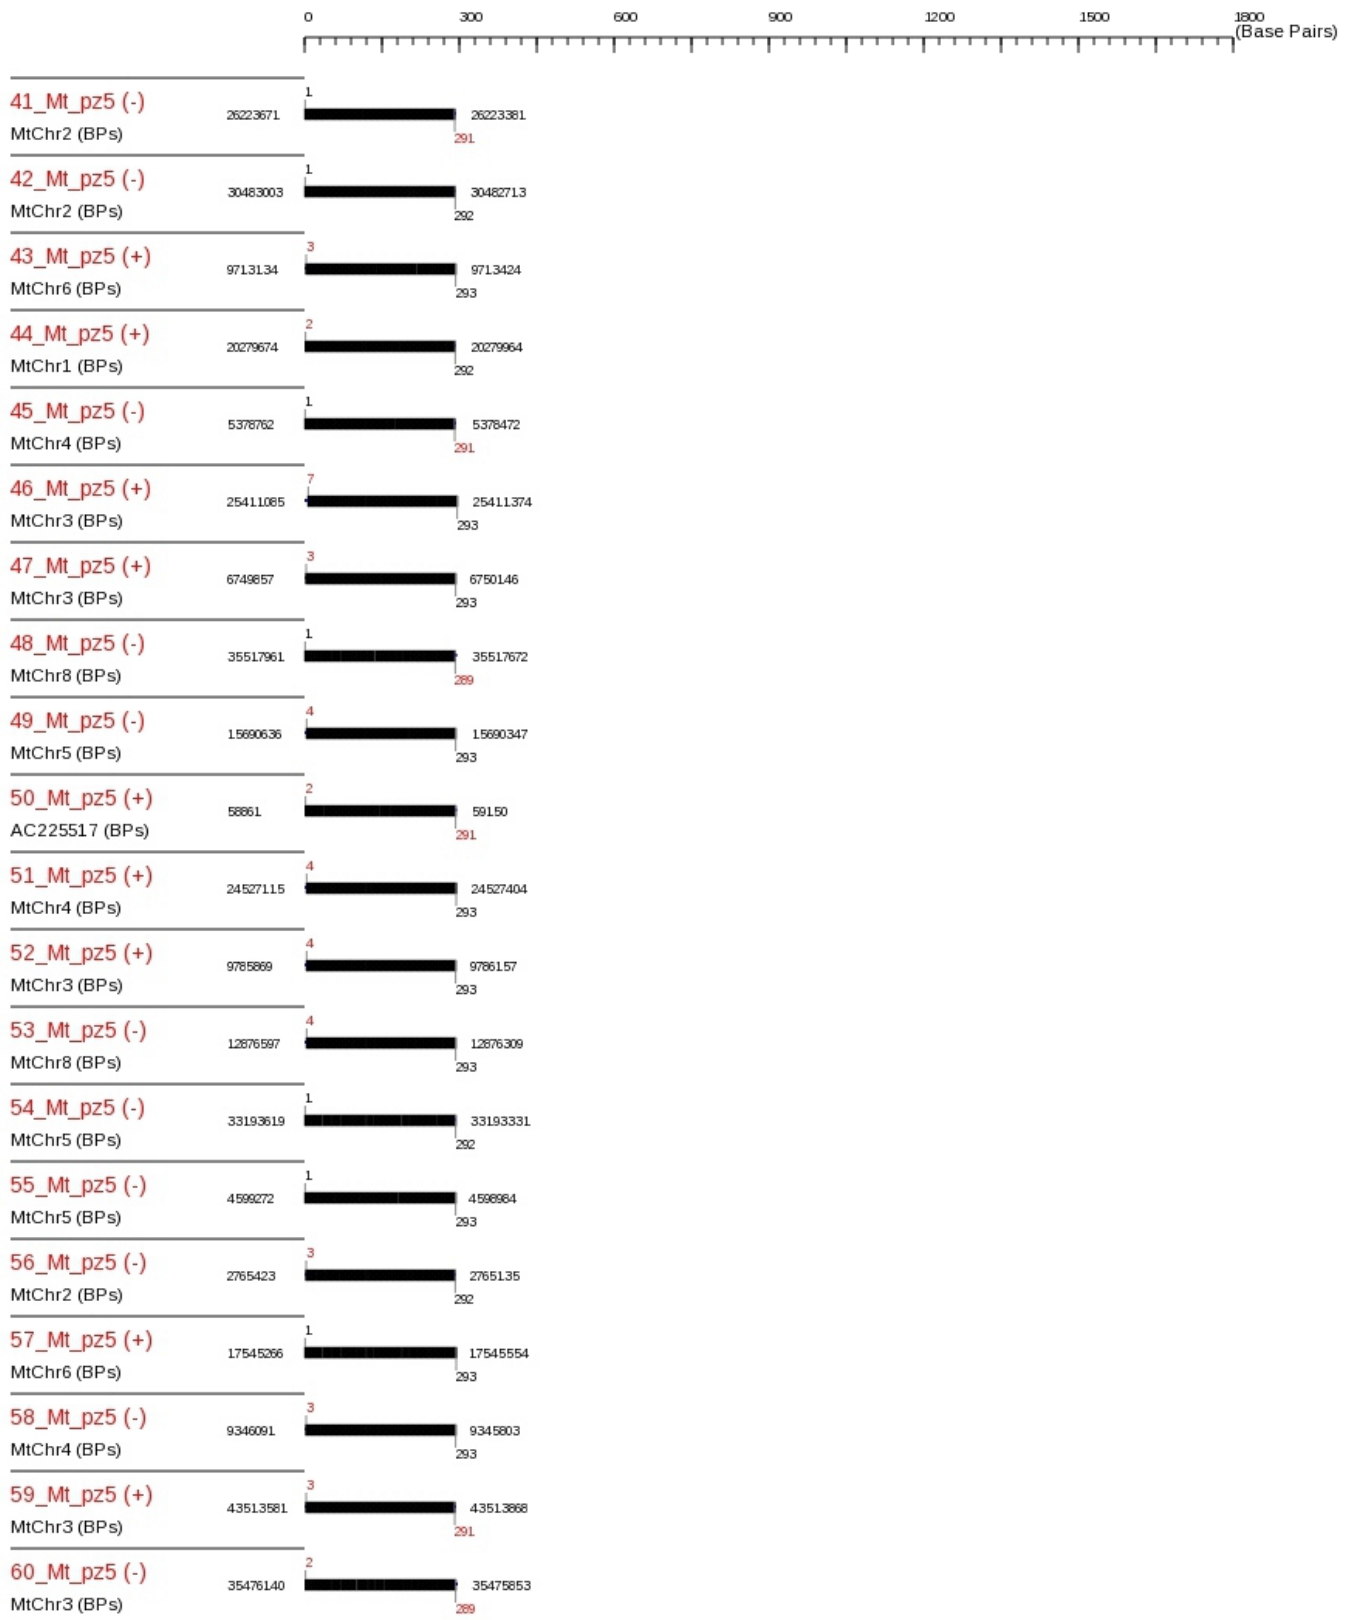 0 300 600 900 1200 1500 1800
(Base Pairs)
1
41_Mt_pz5 (-)
26223671 26223381
MtChr2 (BPs)
291
1
42_Mt_pz5 (-)
30483003 30482713
MtChr2 (BPs)
292
3
43_Mt_pz5 (+)
9713134 9713424
MtChr6 (BPs)
293
2
44_Mt_pz5 (+)
20279674 20279964
MtChr1 (BPs)
292
1
45_Mt_pz5 (-)
5378762 5378472
MtChr4 (BPs)
291
7
46_Mt_pz5 (+)
25411085 25411374
MtChr3 (BPs)
293
3
47_Mt_pz5 (+)
6749857 6750146
MtChr3 (BPs)
293
1
48_Mt_pz5 (-)
35517961 35517672
MtChr8 (BPs)
289
4
49_Mt_pz5 (-)
15690636 15690347
MtChr5 (BPs)
293
2
50_Mt_pz5 (+)
58861 59150
AC225517 (BPs)
291
4
51_Mt_pz5 (+)
24527115 24527404
MtChr4 (BPs)
293
4
52_Mt_pz5 (+)
9785869 9786157
MtChr3 (BPs)
293
4
53_Mt_pz5 (-)
12876597 12876309
MtChr8 (BPs)
293
1
54_Mt_pz5 (-)
33193619 33193331
MtChr5 (BPs)
292
1
55_Mt_pz5 (-)
4599272 4598984
MtChr5 (BPs)
293
3
56_Mt_pz5 (-)
2765423 2765135
MtChr2 (BPs)
292
1
57_Mt_pz5 (+)
17545266 17545554
MtChr6 (BPs)
293
3
58_Mt_pz5 (-)
9346091 9345803
MtChr4 (BPs)
293
3
59_Mt_pz5 (+)
43513581 43513868
MtChr3 (BPs)
291
2
60_Mt_pz5 (-)
35476140 35475853
MtChr3 (BPs)
289